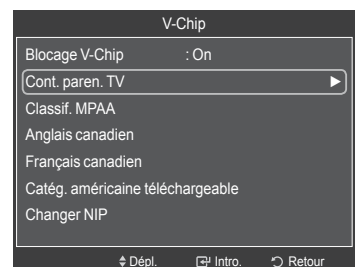 V-Chip
Blocage V-Chip : On
Cont. paren. TV
Classif. MPAA
Anglais canadien
Français canadien
Catég. américaine téléchargeable
Changer NIP
Dépl. Intro. Retour